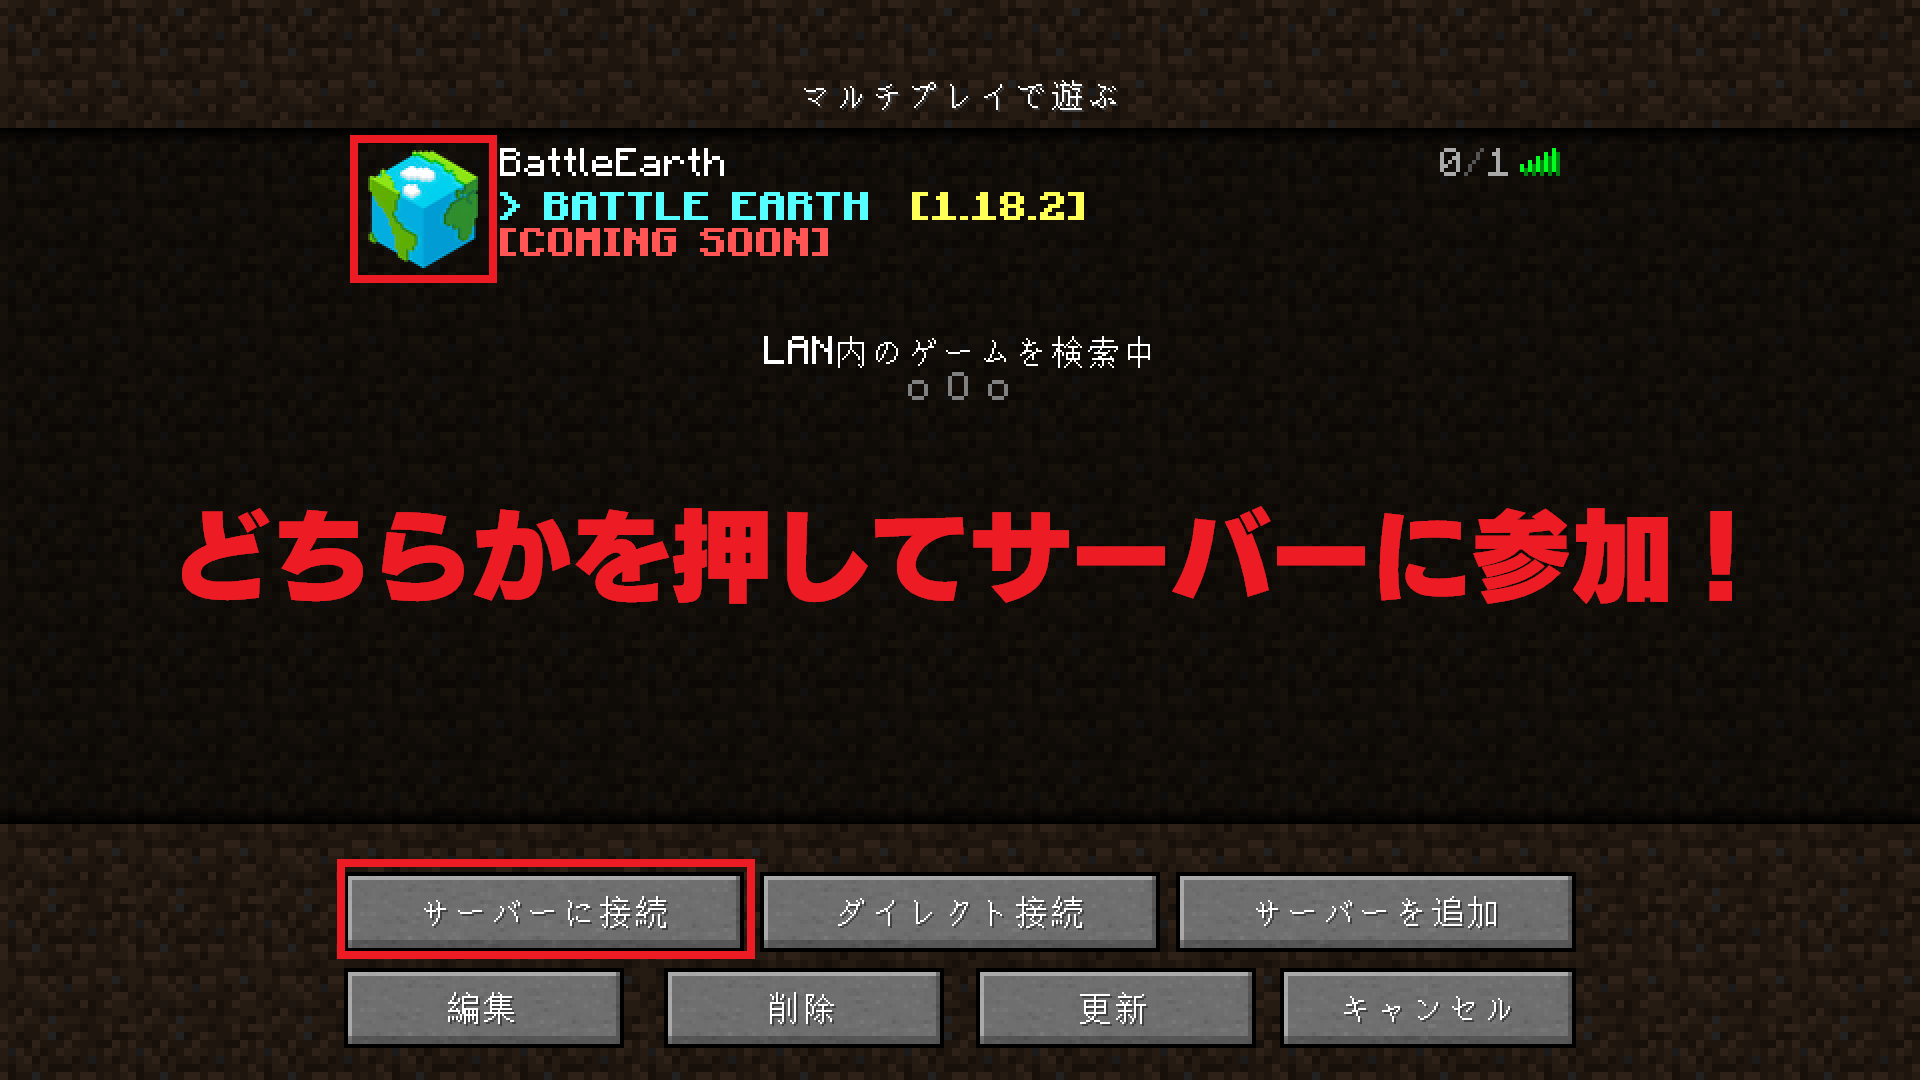 マルチプレイで遊ぶ
BattleEarth 0/1
> BATTLE EARTH [1.18.2]
[COMING SOON]
LAN内のゲームを検索中
o O o
どちらかを押してサーバーに参加！
サーバーに接続 ダイレクト接続 サーバーを追加
編集 削除 更新 キャンセル